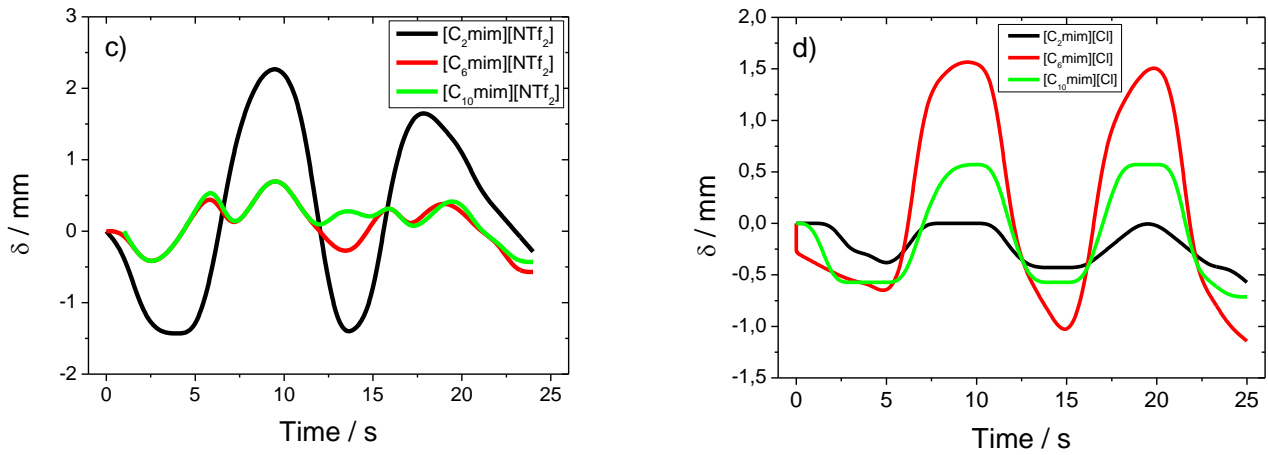 c)
[C₂mim][NTf₂]
[C₆mim][NTf₂]
[C₁₀mim][NTf₂]
3
2
1
0
-1
-2
δ / mm
0 5 10 15 20 25
Time / s
d)
[C₂mim][Cl]
[C₆mim][Cl]
[C₁₀mim][Cl]
2,0
1,5
1,0
0,5
0,0
-0,5
-1,0
-1,5
δ / mm
0 5 10 15 20 25
Time / s